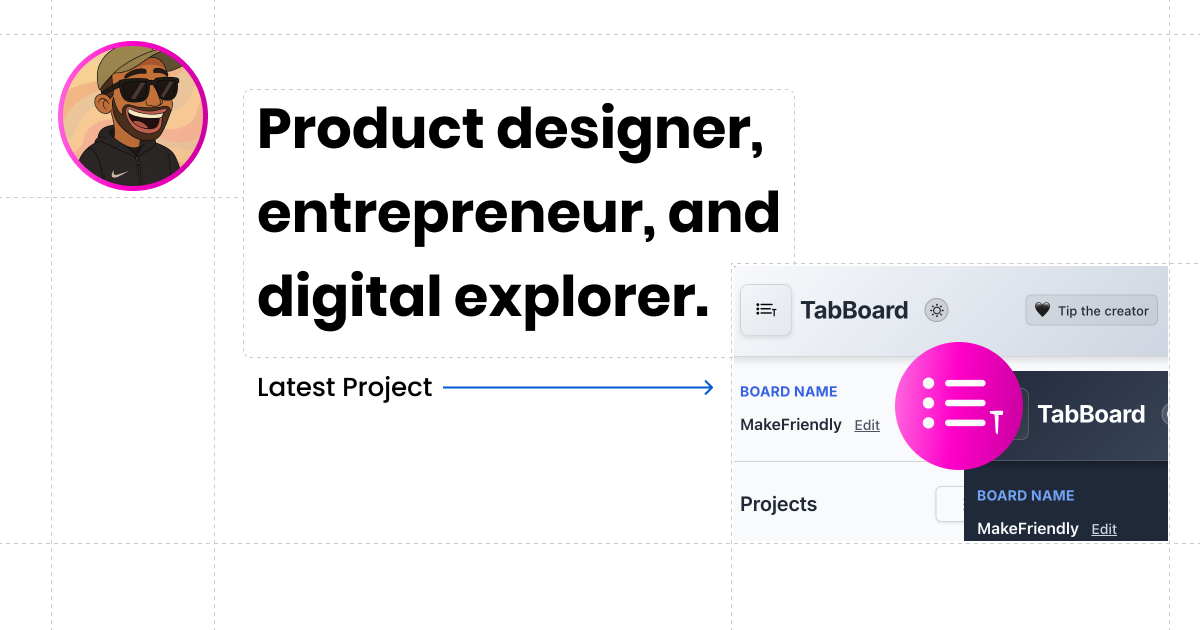 Product designer,
entrepreneur, and
digital explorer.
Latest Project
TabBoard
Tip the creator
BOARD NAME
MakeFriendly Edit
Projects
TabBoard
BOARD NAME
MakeFriendly Edit